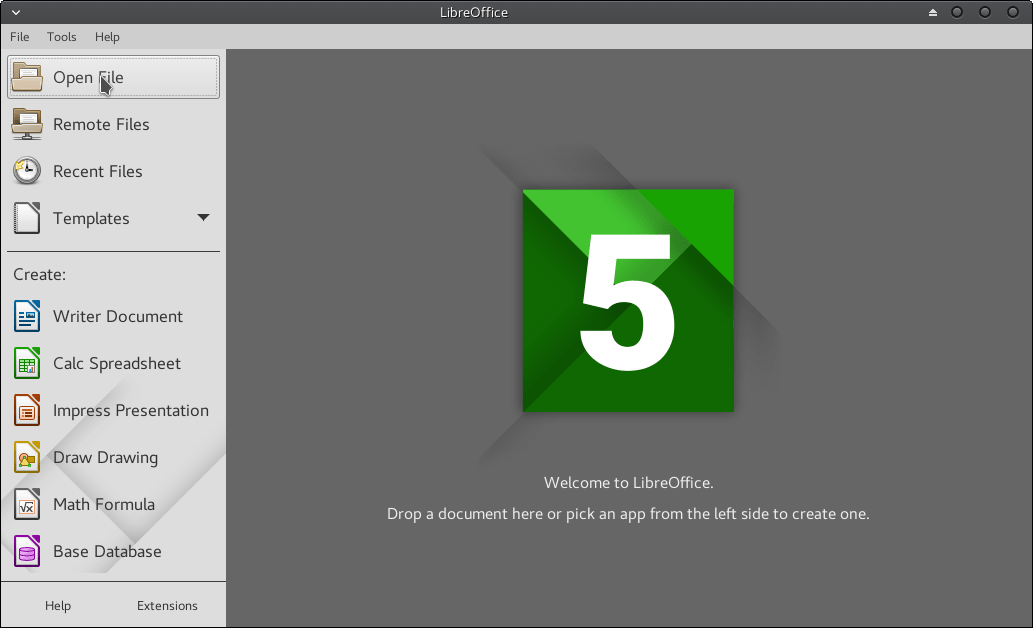 LibreOffice
File Tools Help
Open File
Remote Files
Recent Files
Templates
Create:
Writer Document
Calc Spreadsheet
Impress Presentation
Draw Drawing
Math Formula
Base Database
Help Extensions
5
Welcome to LibreOffice.
Drop a document here or pick an app from the left side to create one.